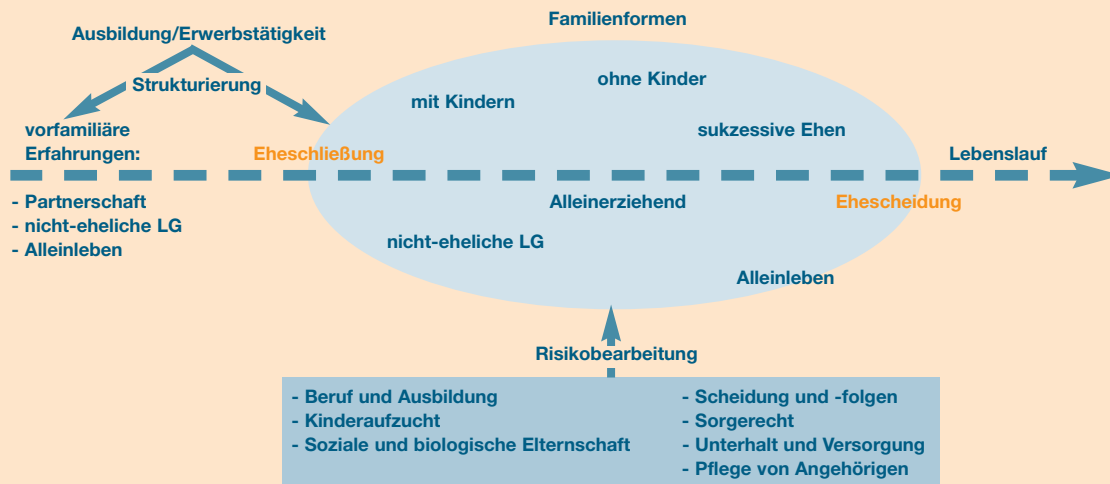 Familienformen
Ausbildung/Erwerbstätigkeit
Strukturierung
ohne Kinder
mit Kindern
sukzessive Ehen
vorfamiliäre
Erfahrungen:
Eheschließung
Lebenslauf
- Partnerschaft
- nicht-eheliche LG
- Alleinleben
Alleinerziehend
Ehescheidung
nicht-eheliche LG
Alleinleben
Risikobearbeitung
- Beruf und Ausbildung
- Kinderaufzucht
- Soziale und biologische Elternschaft
- Scheidung und -folgen
- Sorgerecht
- Unterhalt und Versorgung
- Pflege von Angehörigen